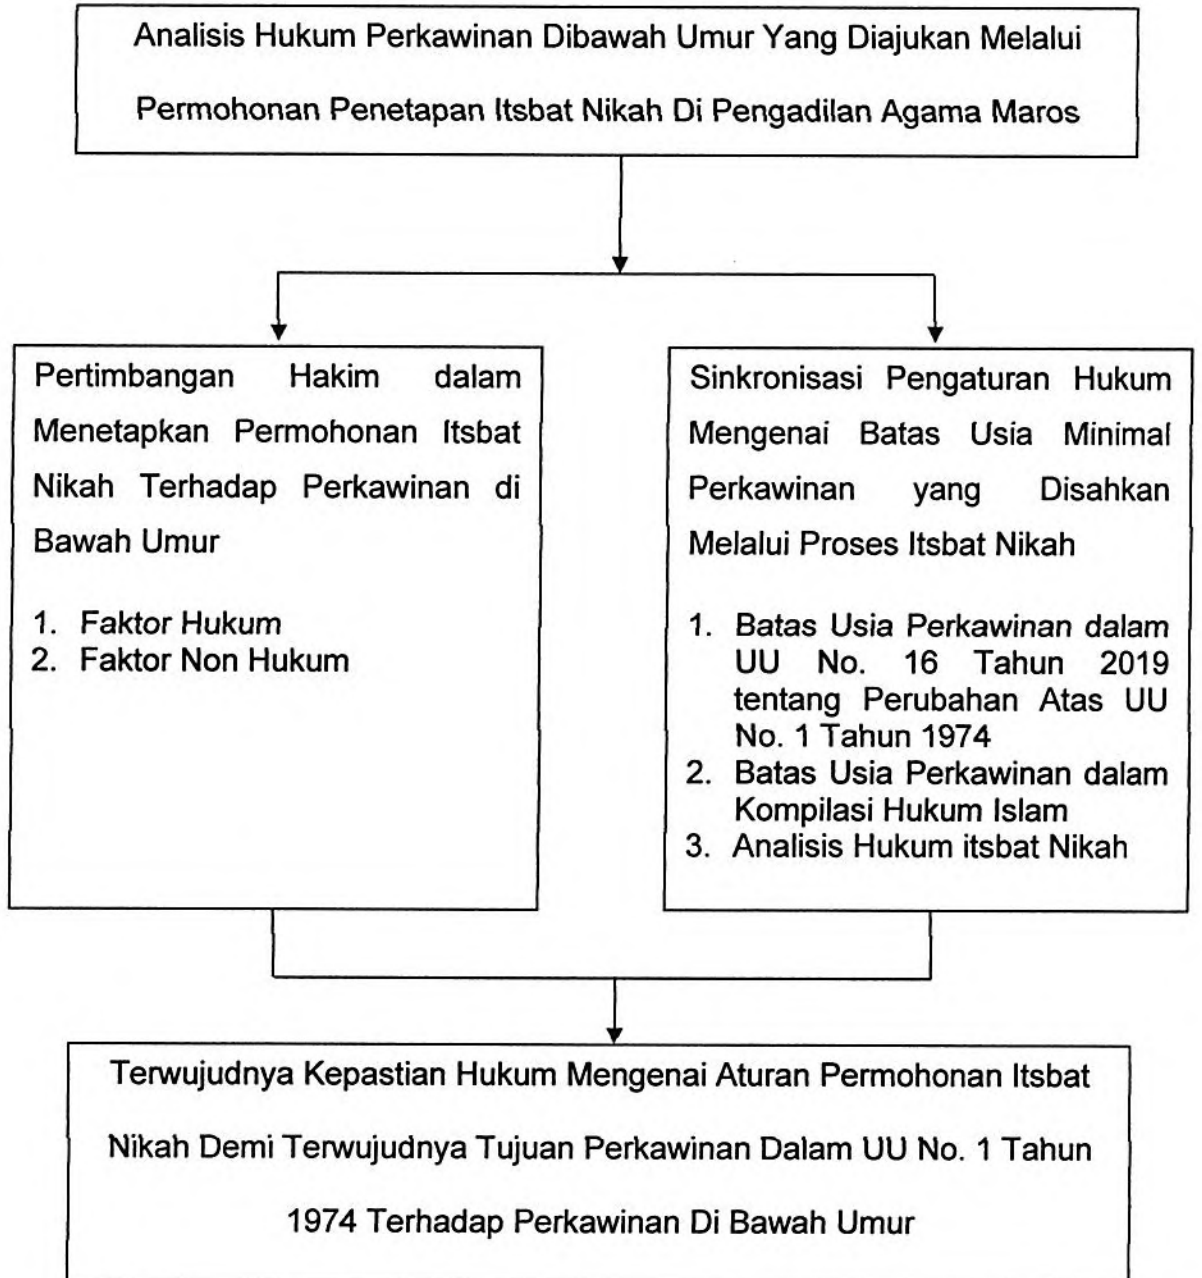 Analisis Hukum Perkawinan Dibawah Umur Yang Diajukan Melalui
Permohonan Penetapan Itsbat Nikah Di Pengadilan Agama Maros
Pertimbangan Hakim dalam
Menetapkan Permohonan Itsbat
Nikah Terhadap Perkawinan di
Bawah Umur
1. Faktor Hukum
2. Faktor Non Hukum
Sinkronisasi Pengaturan Hukum
Mengenai Batas Usia Minimal
Perkawinan yang Disahkan
Melalui Proses Itsbat Nikah
1. Batas Usia Perkawinan dalam
UU No. 16 Tahun 2019
tentang Perubahan Atas UU
No. 1 Tahun 1974
2. Batas Usia Perkawinan dalam
Kompilasi Hukum Islam
3. Analisis Hukum itsbat Nikah
Terwujudnya Kepastian Hukum Mengenai Aturan Permohonan Itsbat
Nikah Demi Terwujudnya Tujuan Perkawinan Dalam UU No. 1 Tahun
1974 Terhadap Perkawinan Di Bawah Umur